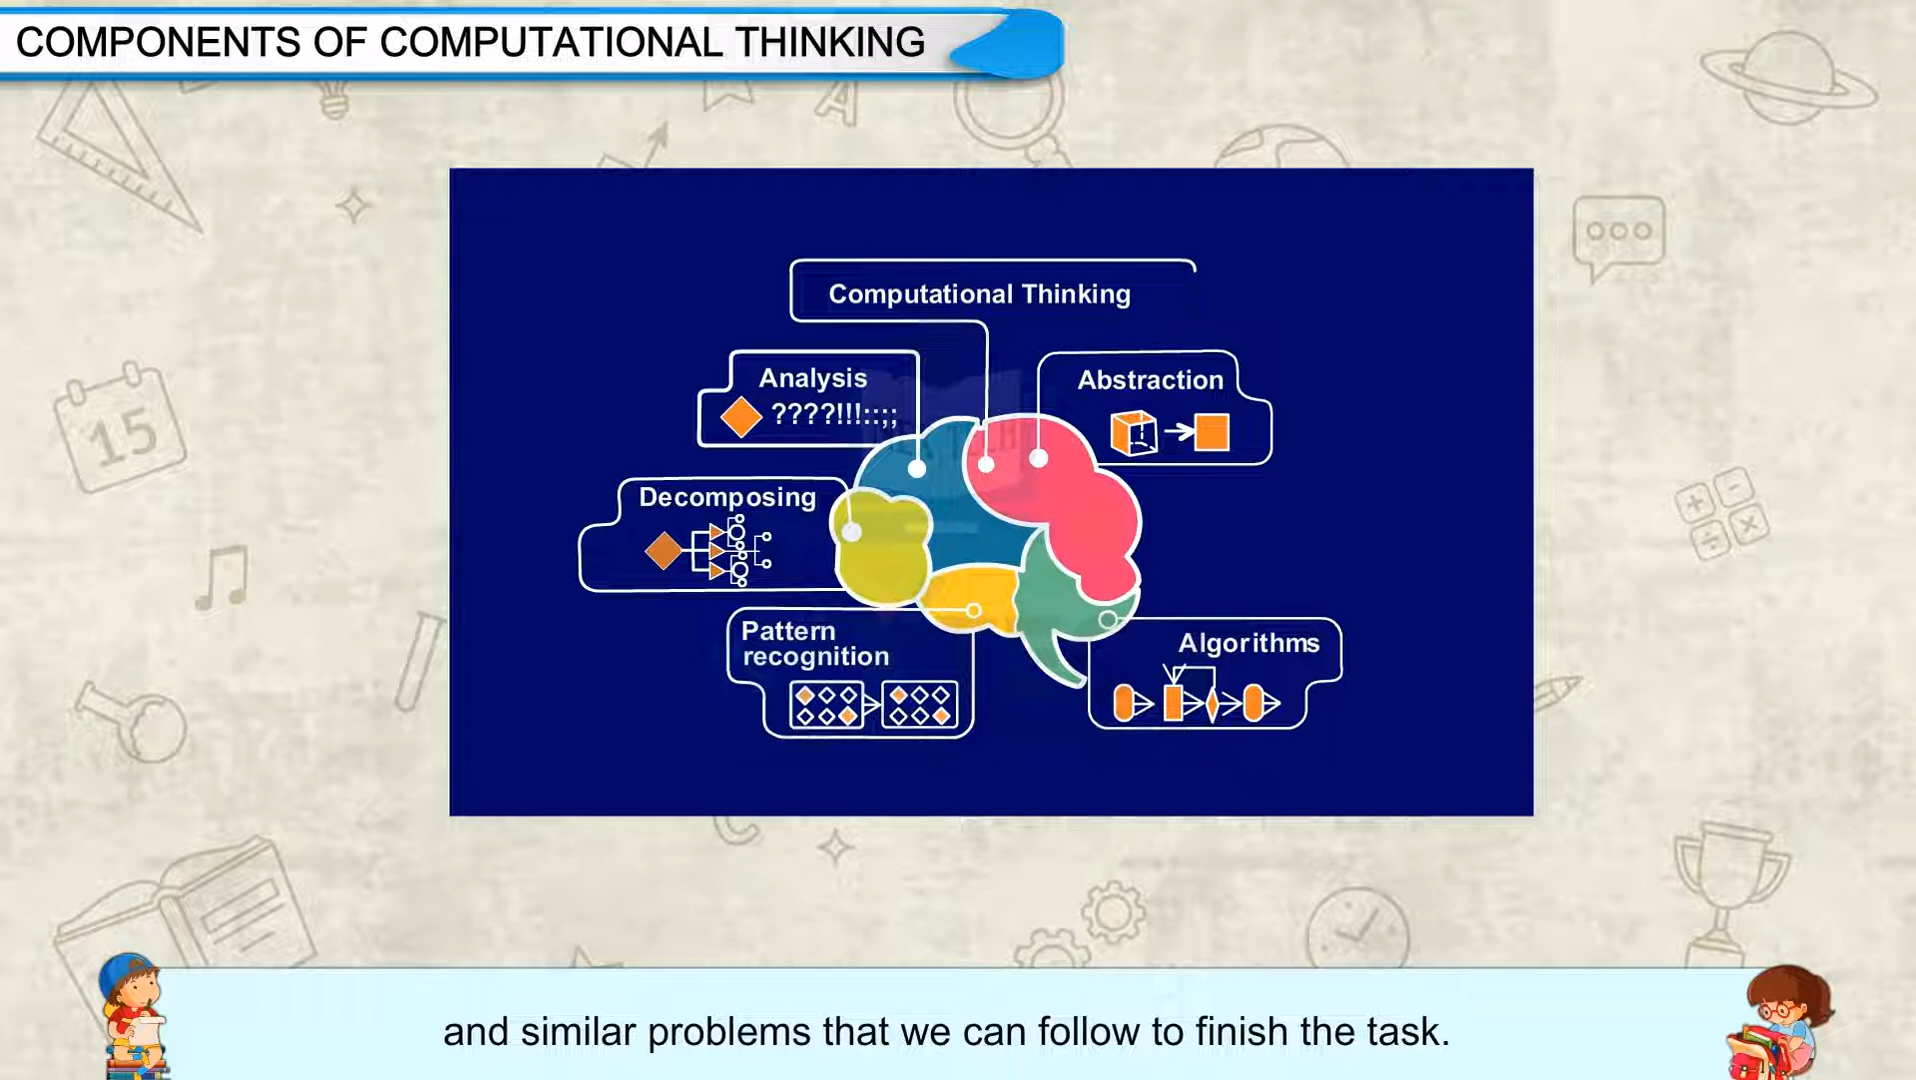 COMPONENTS OF COMPUTATIONAL THINKING
A
Computational Thinking
Analysis
????!!!::;;
Abstraction
15
Decomposing
Pattern
recognition
Algorithms
and similar problems that we can follow to finish the task.